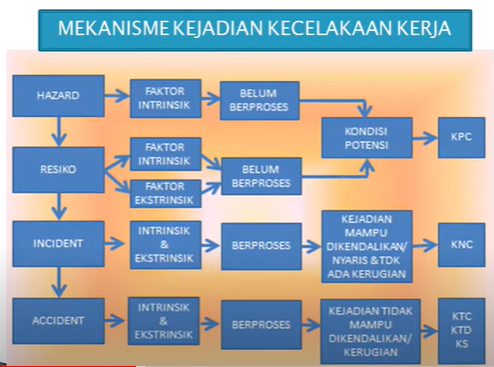 MEKANISME KEJADIAN KECELAKAAN KERJA
HAZARD
FAKTOR
INTRINSIK
BELUM
BERPROSES
KONDISI
POTENSI
KPC
RESIKO
FAKTOR
INTRINSIK
FAKTOR
EKSTRINSIK
BELUM
BERPROSES
INCIDENT
INTRINSIK
&
EKSTRINSIK
BERPROSES
KEJADIAN
MAMPU
DIKENDALIKAN/
NYARIS &TDK
ADA KERUGIAN
KNC
ACCIDENT
INTRINSIK
&
EKSTRINSIK
BERPROSES
KEJADIAN TIDAK
MAMPU
DIKENDALIKAN/
KERUGIAN
KTC
KTD
KS